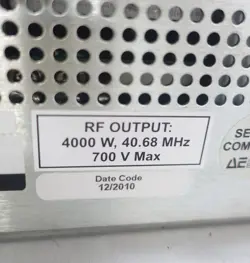 RF OUTPUT:
4000 W, 40.68 MHz
700 V Max
Date Code
12/2010
SE
COM